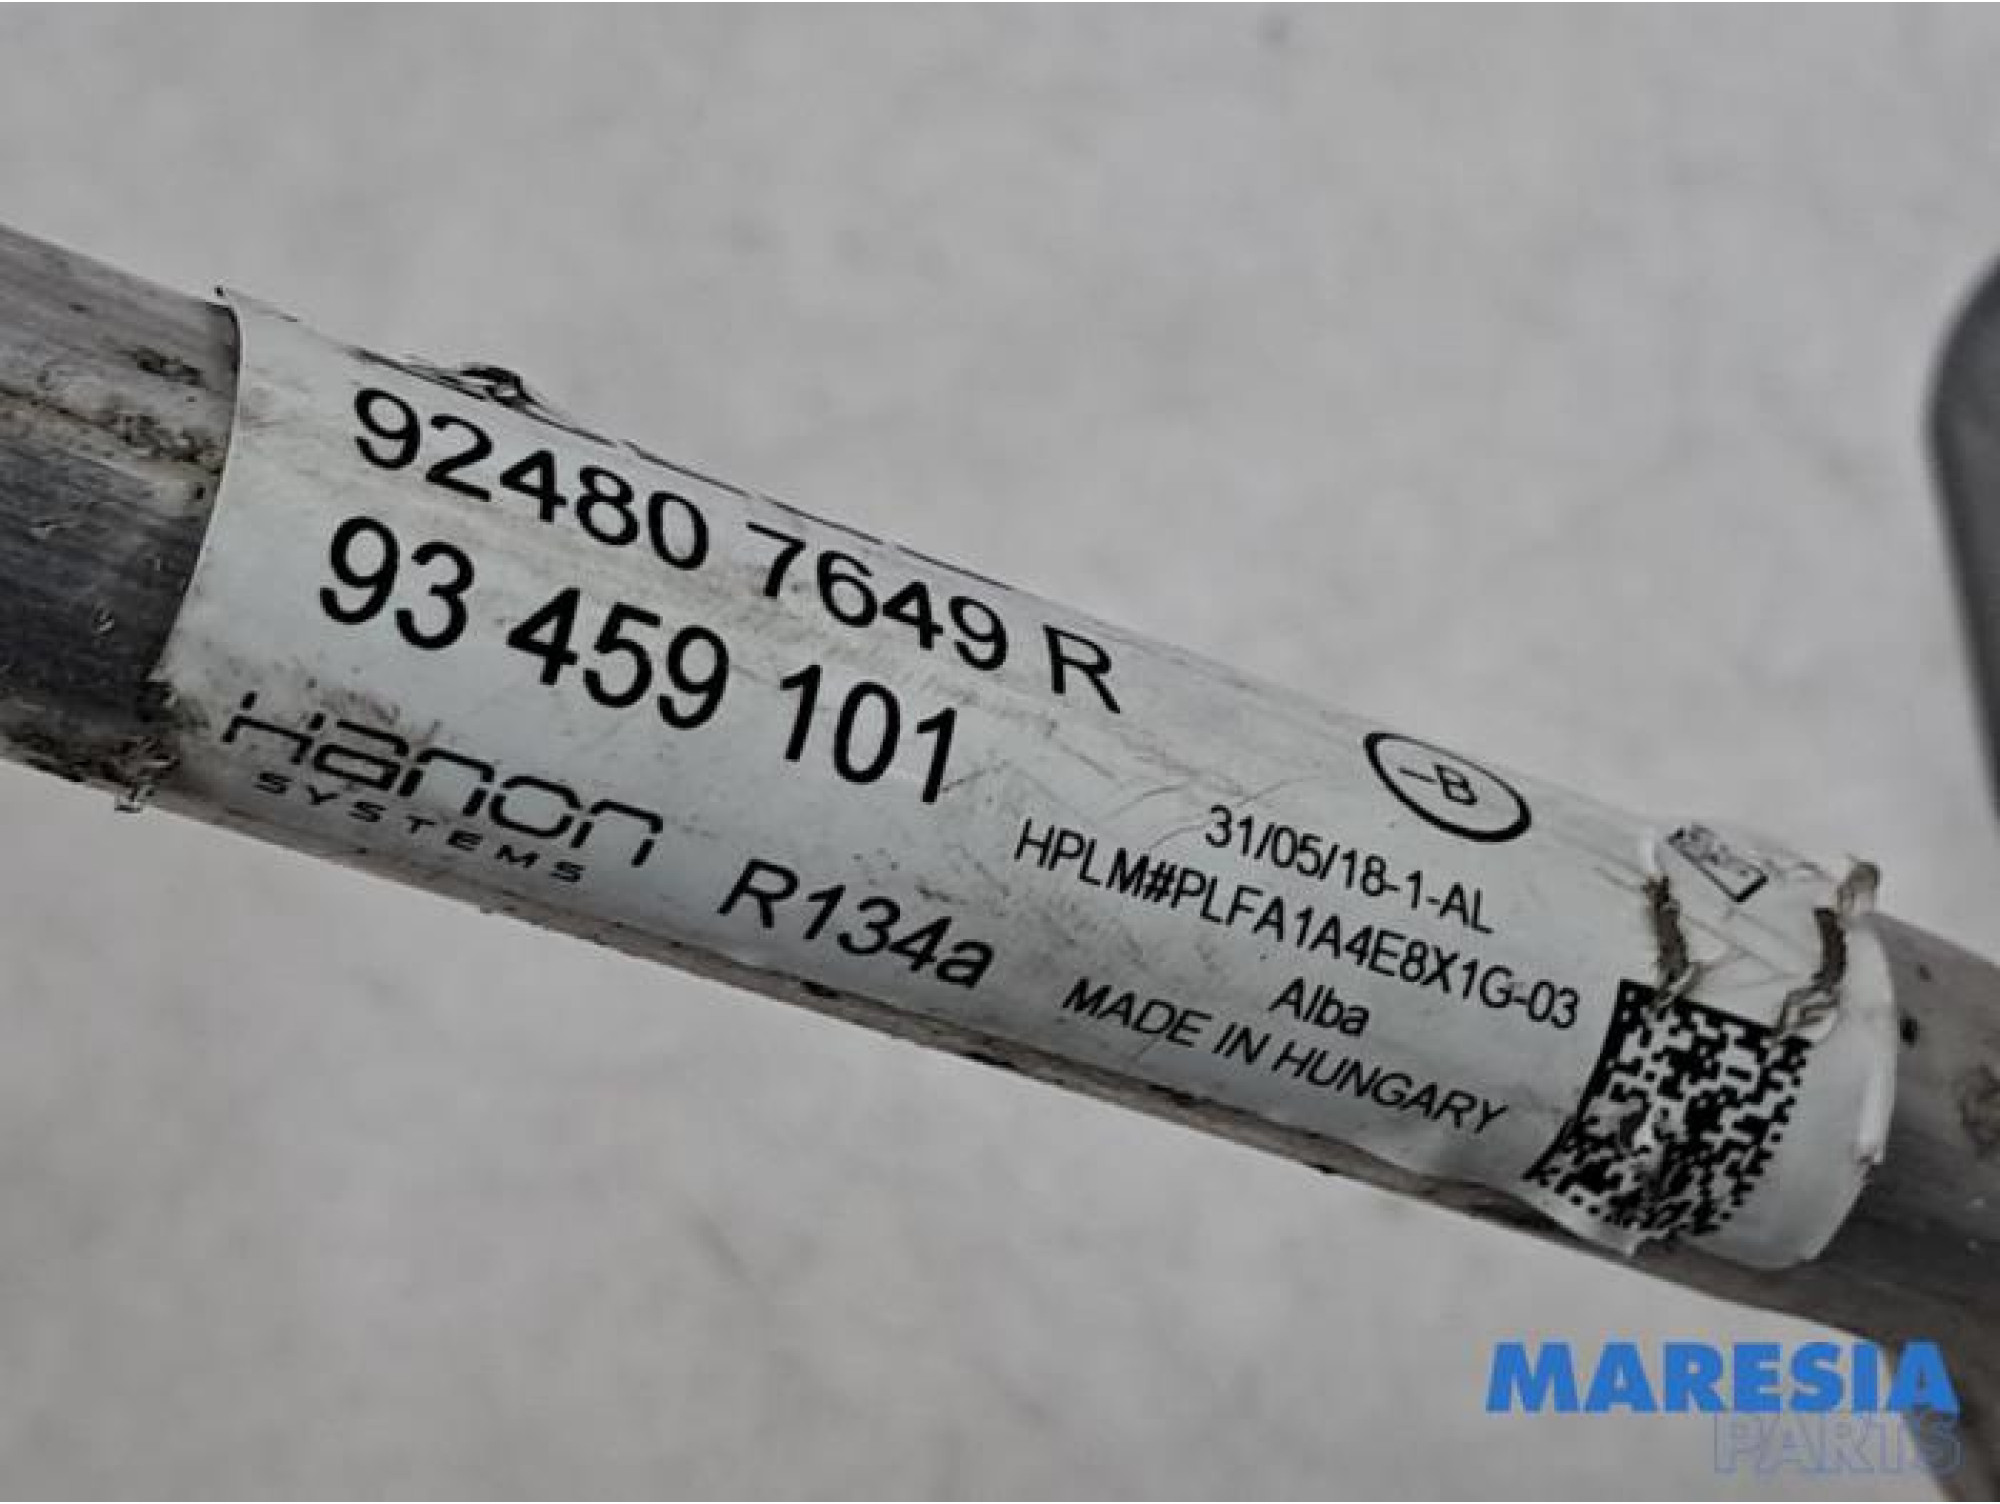 92480 7649 R
93 459 101
Hanon
SYSTEMS
R134a
-B
31/05/18-1-AL
HPLM#PLFA1A4E8X1G-03
Alba
MADE IN HUNGARY
MARESIA
PARTS